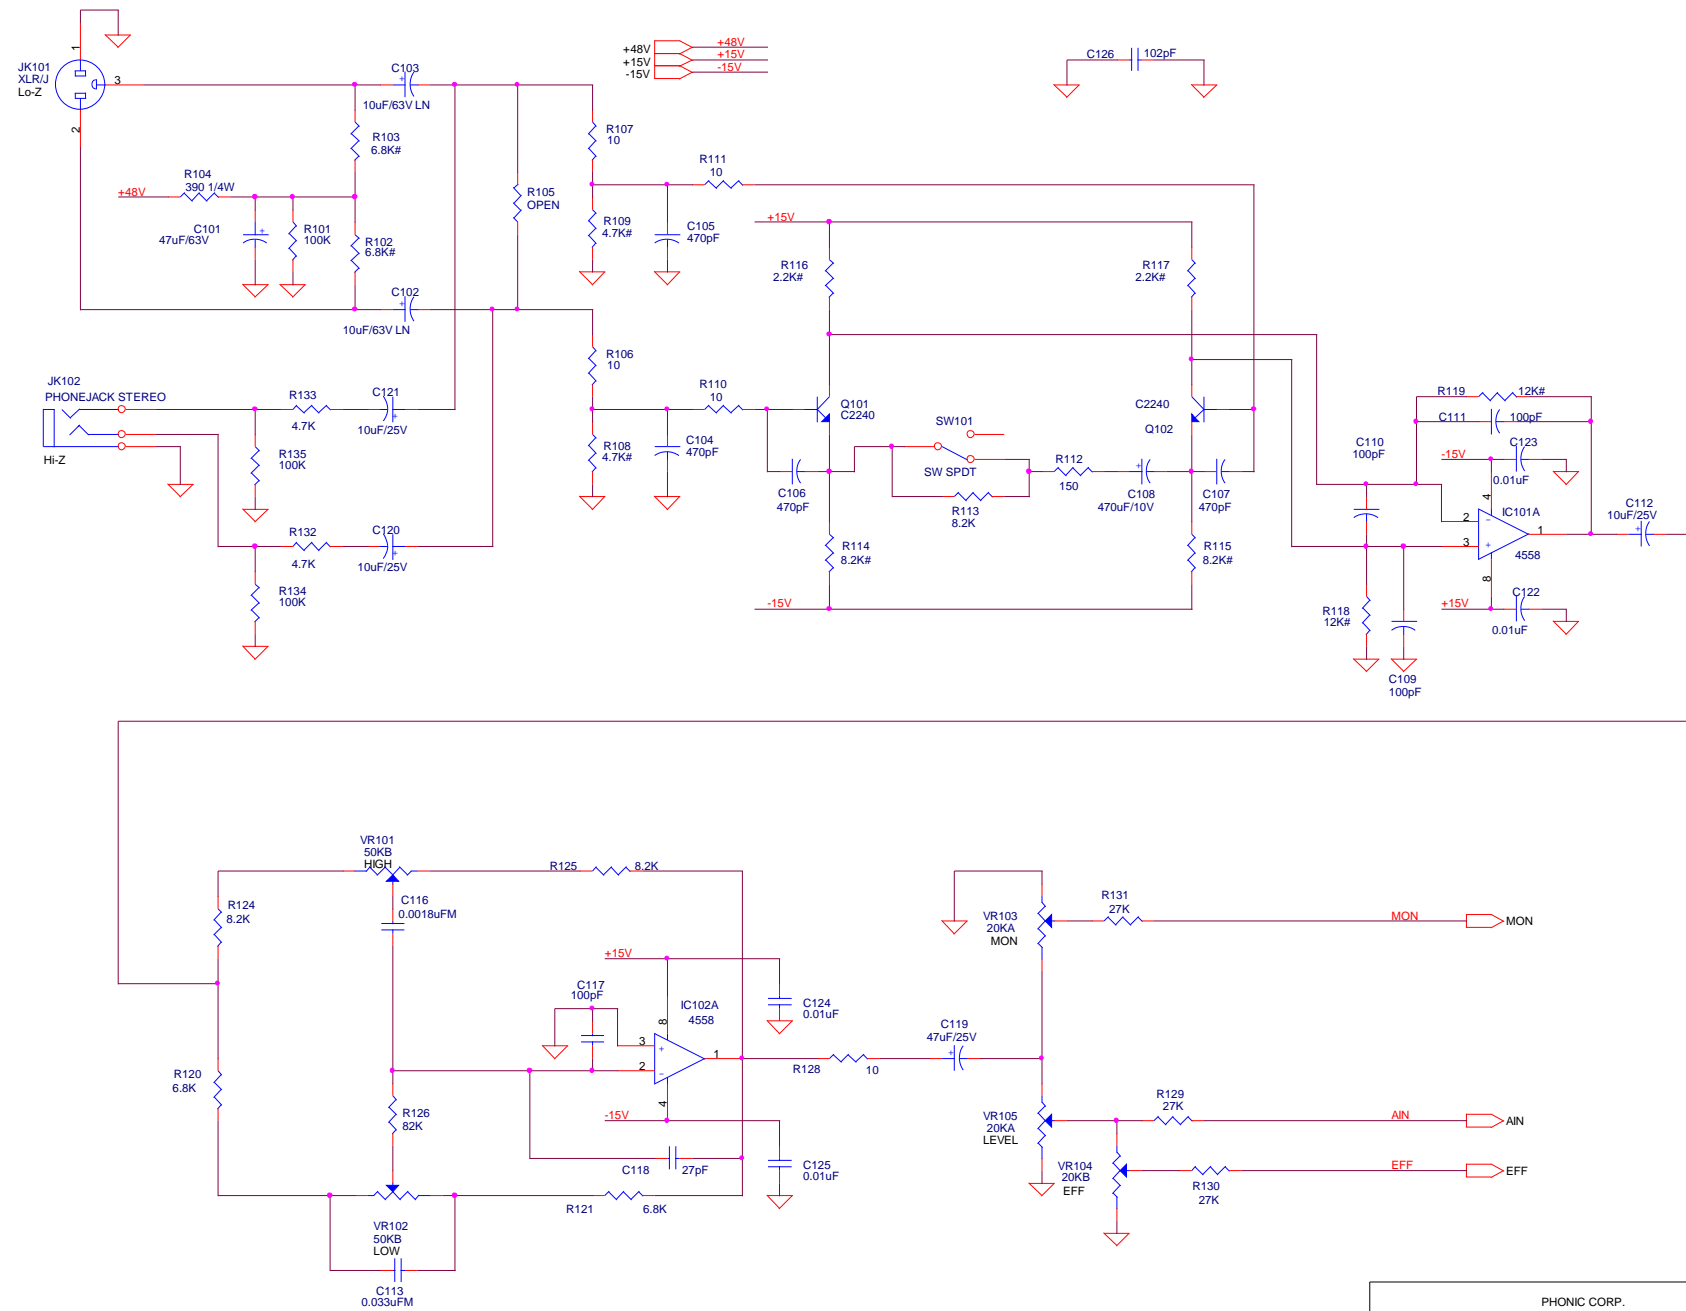 1
JK101
XLR/J
Lo-Z
3
2
C103
+
10uF/63V LN
R103
6.8K#
R104
390 1/4W
+48V
C101
47uF/63V
+
R101
100K
R102
6.8K#
C102
+
10uF/63V LN
R105
OPEN
+48V
+15V
-15V
+48V
+15V
-15V
C126
102pF
R107
10
R111
10
R109
4.7K#
C105
470pF
R106
10
R110
10
R108
4.7K#
C104
470pF
JK102
PHONEJACK STEREO
Hi-Z
R133
4.7K
C121
+
10uF/25V
R135
100K
R132
4.7K
C120
+
10uF/25V
R134
100K
+15V
R116
2.2K#
R117
2.2K#
Q101
C2240
C2240
Q102
SW101
SW SPDT
C106
470pF
R113
8.2K
R112
150
+
C108
470uF/10V
C107
470pF
R114
8.2K#
R115
8.2K#
-15V
R119
12K#
C111
100pF
C110
100pF
C123
0.01uF
-15V
4
2
-
IC101A
1
3
+
4558
8
+15V
C122
0.01uF
R118
12K#
C109
100pF
C112
10uF/25V
+
VR101
50KB
HIGH
R125
8.2K
R124
8.2K
C116
0.0018uFM
+15V
C117
100pF
IC102A
4558
8
3
+
2
-
1
4
-15V
C124
0.01uF
C125
0.01uF
R120
6.8K
R126
82K
C118
27pF
R121
6.8K
VR102
50KB
LOW
C113
0.033uFM
R128
10
C119
47uF/25V
+
VR103
20KA
MON
R131
27K
MON
MON
VR105
20KA
LEVEL
R129
27K
AIN
AIN
VR104
20KB
EFF
R130
27K
EFF
EFF
PHONIC CORP.